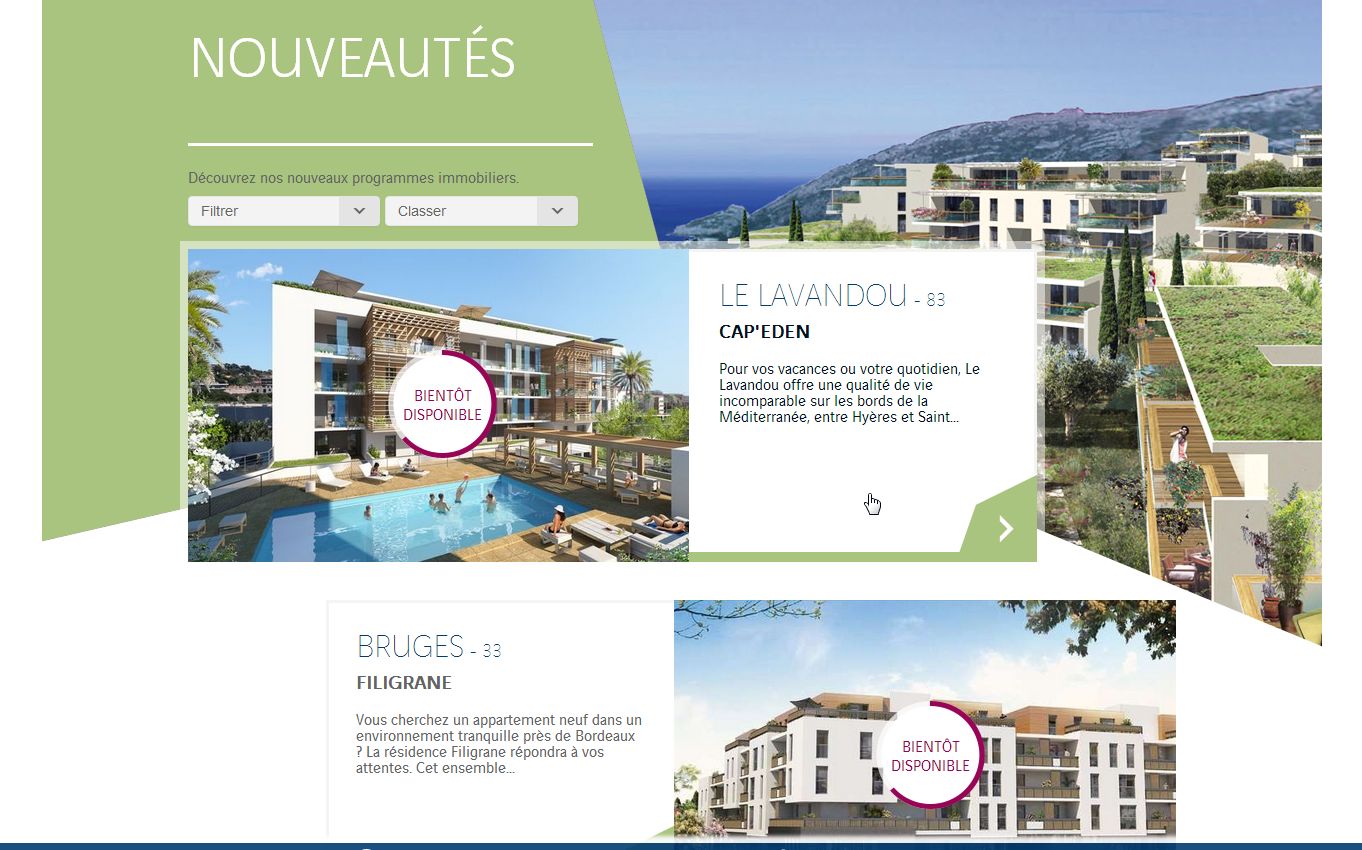 NOUVEAUTÉS
Découvrez nos nouveaux programmes immobiliers.
Filtrer
Classer
BIENTÔT
DISPONIBLE
LE LAVANDOU - 83
CAP'EDEN
Pour vos vacances ou votre quotidien, Le
Lavandou offre une qualité de vie
incomparable sur les bords de la
Méditerranée, entre Hyères et Saint...
BRUGES - 33
FILIGRANE
Vous cherchez un appartement neuf dans un
environnement tranquille près de Bordeaux
? La résidence Filigrane répondra à vos
attentes. Cet ensemble...
BIENTÔT
DISPONIBLE